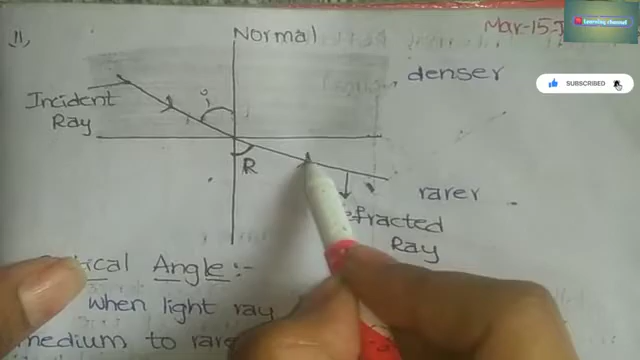 11,
Normal
Mar-15-
Learning channel
denser
SUBSCRIBED
Incident
Ray
i
R
rarer
efracted
Ray
ical Angle :-
When light ray
medium to rare